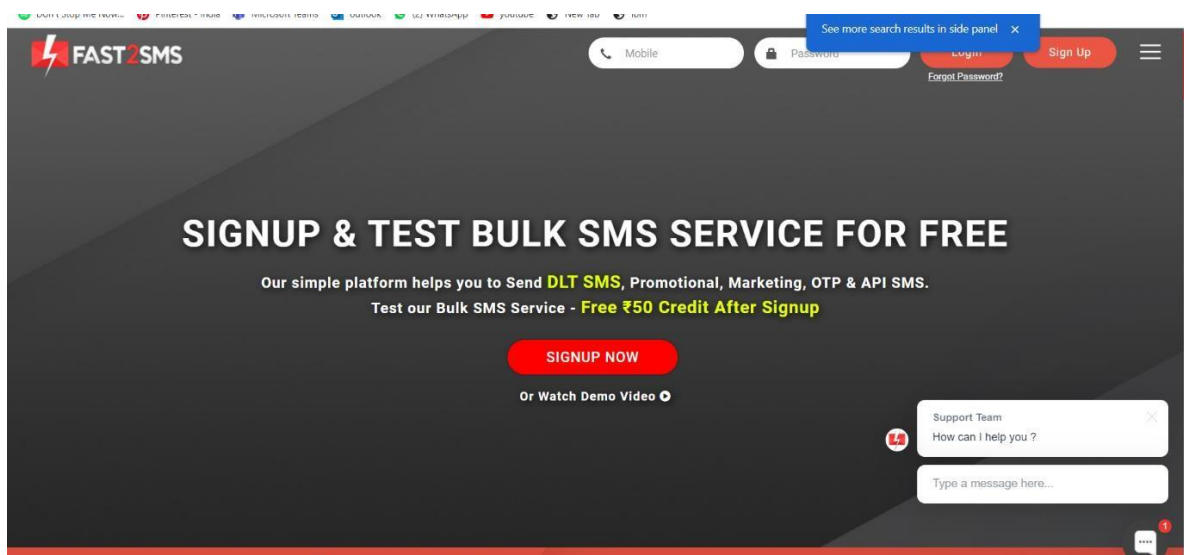 Pinterest - India Microsoft Teams outlook (2) WhatsApp youtube New Tab
See more search results in side panel
FAST2SMS
Mobile
Password
Login
Sign Up
Forgot Password?
SIGNUP & TEST BULK SMS SERVICE FOR FREE
Our simple platform helps you to Send DLT SMS, Promotional, Marketing, OTP & API SMS.
Test our Bulk SMS Service - Free ₹50 Credit After Signup
SIGNUP NOW
Or Watch Demo Video
Support Team
How can I help you ?
Type a message here...
1